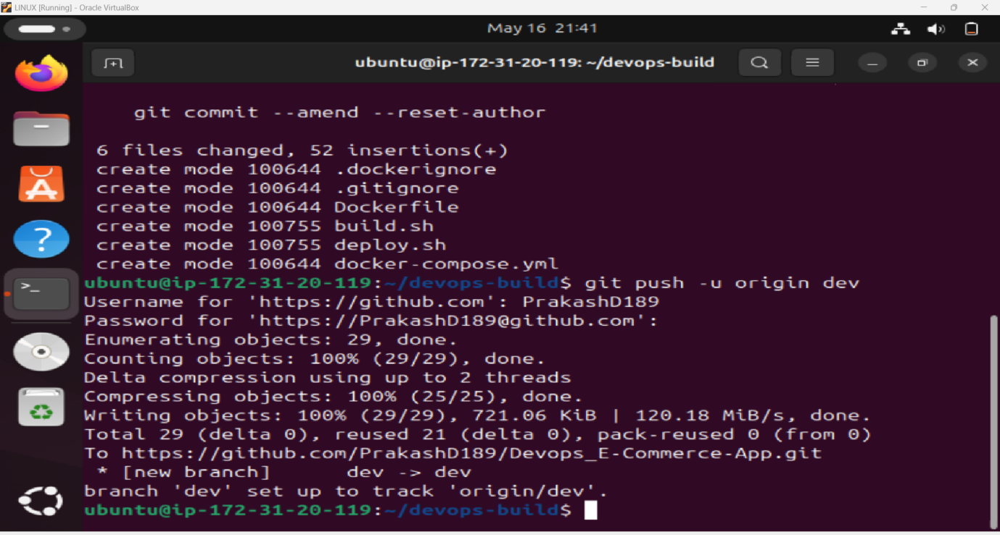 LINUX [Running] - Oracle VirtualBox
May 16 21:41
ubuntu@ip-172-31-20-119: ~/devops-build
git commit --amend --reset-author
6 files changed, 52 insertions(+)
create mode 100644 .dockerignore
create mode 100644 .gitignore
create mode 100644 Dockerfile
create mode 100755 build.sh
create mode 100755 deploy.sh
create mode 100644 docker-compose.yml
ubuntu@ip-172-31-20-119:~/devops-build$ git push -u origin dev
Username for 'https://github.com': PrakashD189
Password for 'https://PrakashD189@github.com':
Enumerating objects: 29, done.
Counting objects: 100% (29/29), done.
Delta compression using up to 2 threads
Compressing objects: 100% (25/25), done.
Writing objects: 100% (29/29), 721.06 KiB | 120.18 MiB/s, done.
Total 29 (delta 0), reused 21 (delta 0), pack-reused 0 (from 0)
To https://github.com/PrakashD189/Devops_E-Commerce-App.git
* [new branch]      dev -> dev
branch 'dev' set up to track 'origin/dev'.
ubuntu@ip-172-31-20-119:~/devops-build$